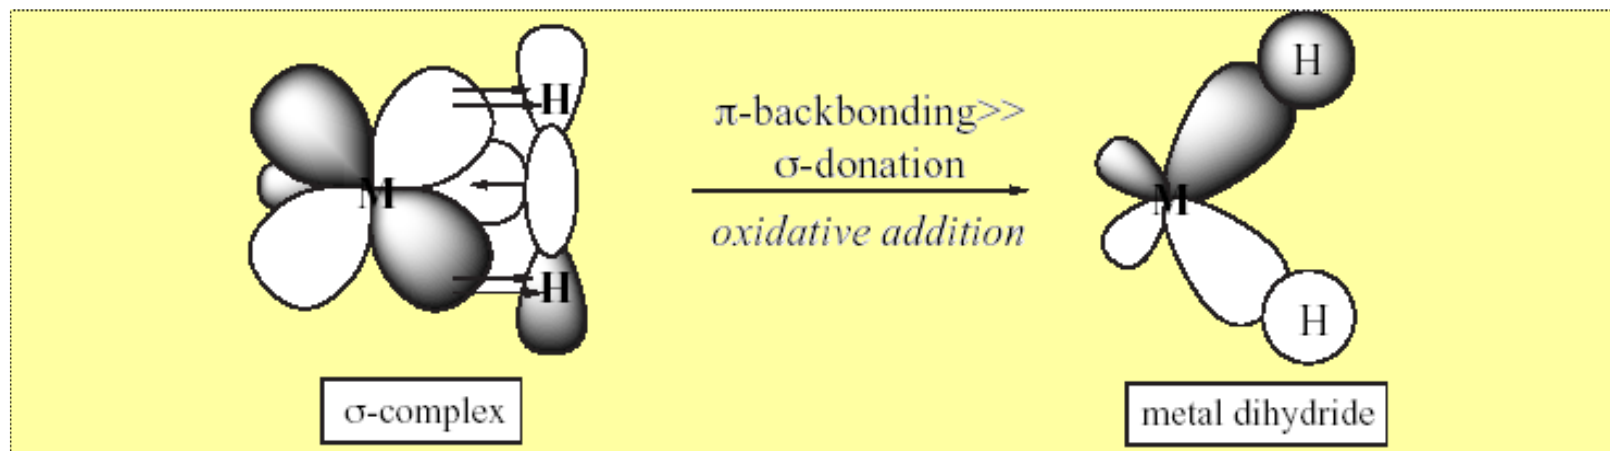 H
M
H
σ-complex
π-backbonding>>
σ-donation
oxidative addition
H
M
H
metal dihydride